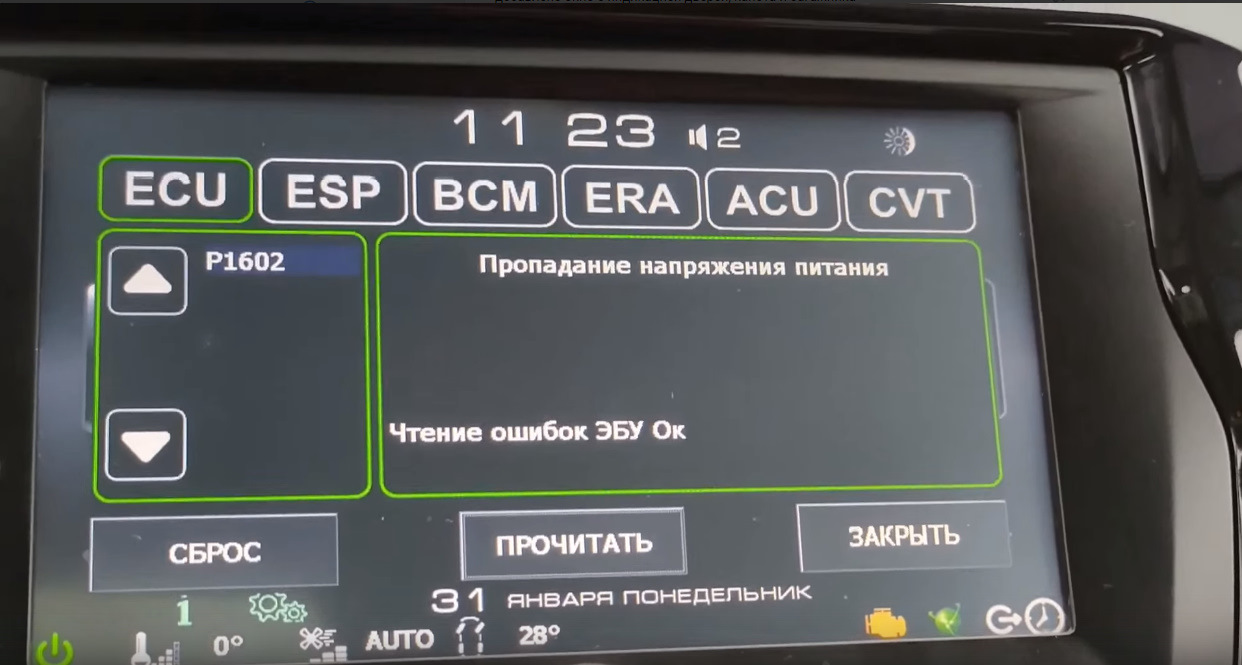 11 23 2
ECU ESP BCM ERA ACU CVT
P1602
Пропадание напряжения питания
Чтение ошибок ЭБУ Ок
СБРОС ПРОЧИТАТЬ ЗАКРЫТЬ
31 ЯНВАРЯ ПОНЕДЕЛЬНИК
i
0° AUTO 28°